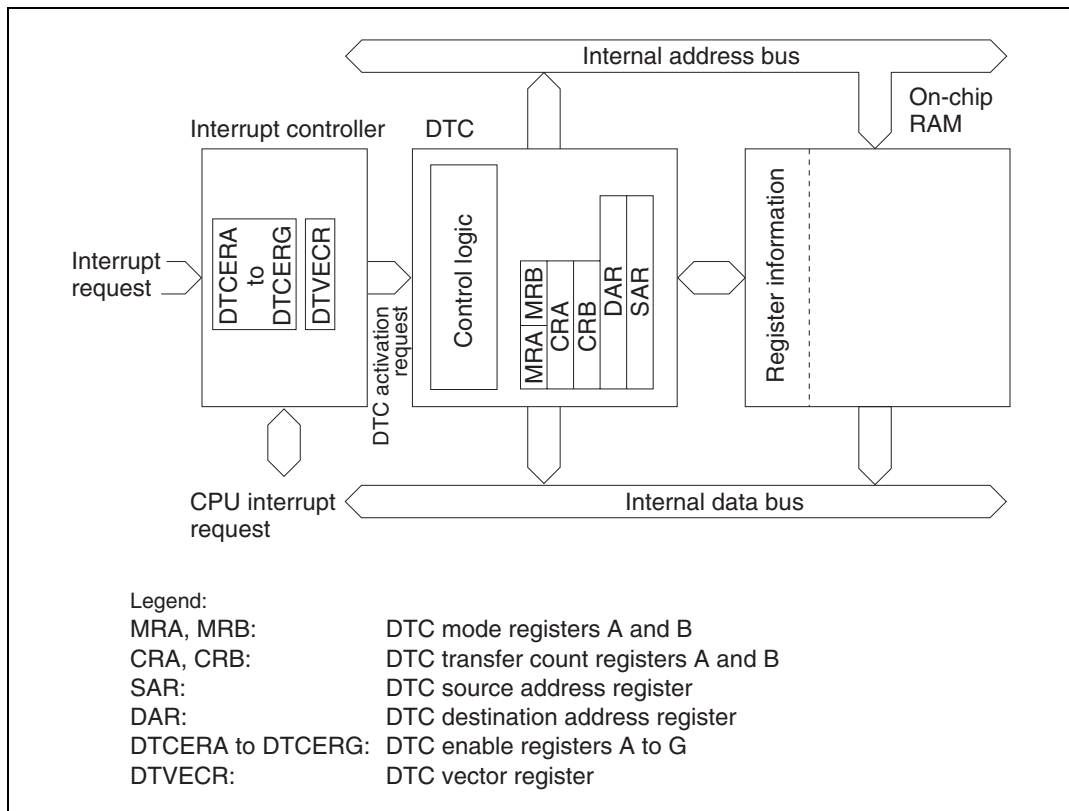 Internal address bus
On-chip
RAM
Interrupt controller
DTC
Interrupt
request
DTCERA
to
DTCERG
DTVECR
DTC activation
request
Control logic
MRA
MRB
CRA
CRB
DAR
SAR
Register information
CPU interrupt
request
Internal data bus
Legend:
MRA, MRB: DTC mode registers A and B
CRA, CRB: DTC transfer count registers A and B
SAR: DTC source address register
DAR: DTC destination address register
DTCERA to DTCERG: DTC enable registers A to G
DTVECR: DTC vector register